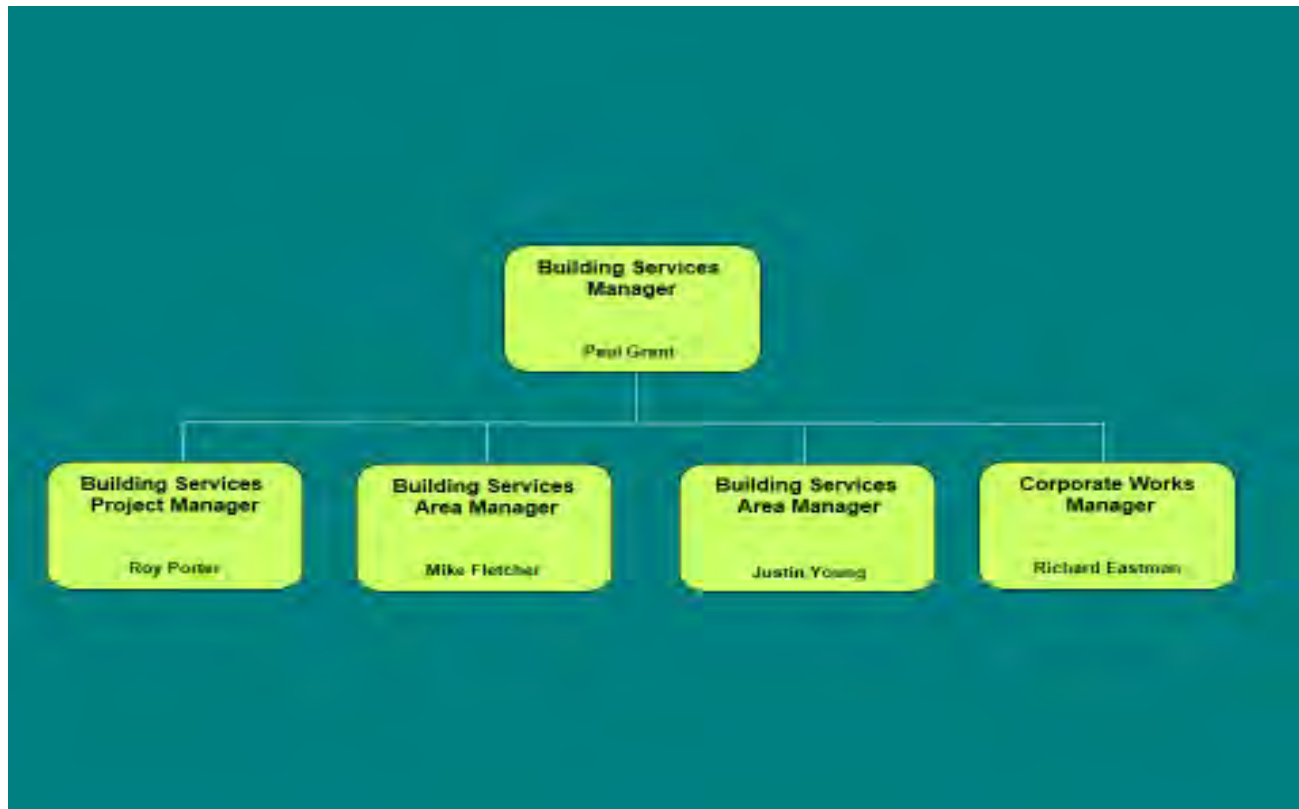 Building Services
Manager
Paul Grant
Building Services
Project Manager
Roy Porter
Building Services
Area Manager
Mike Fletcher
Building Services
Area Manager
Justin Young
Corporate Works
Manager
Richard Eastman